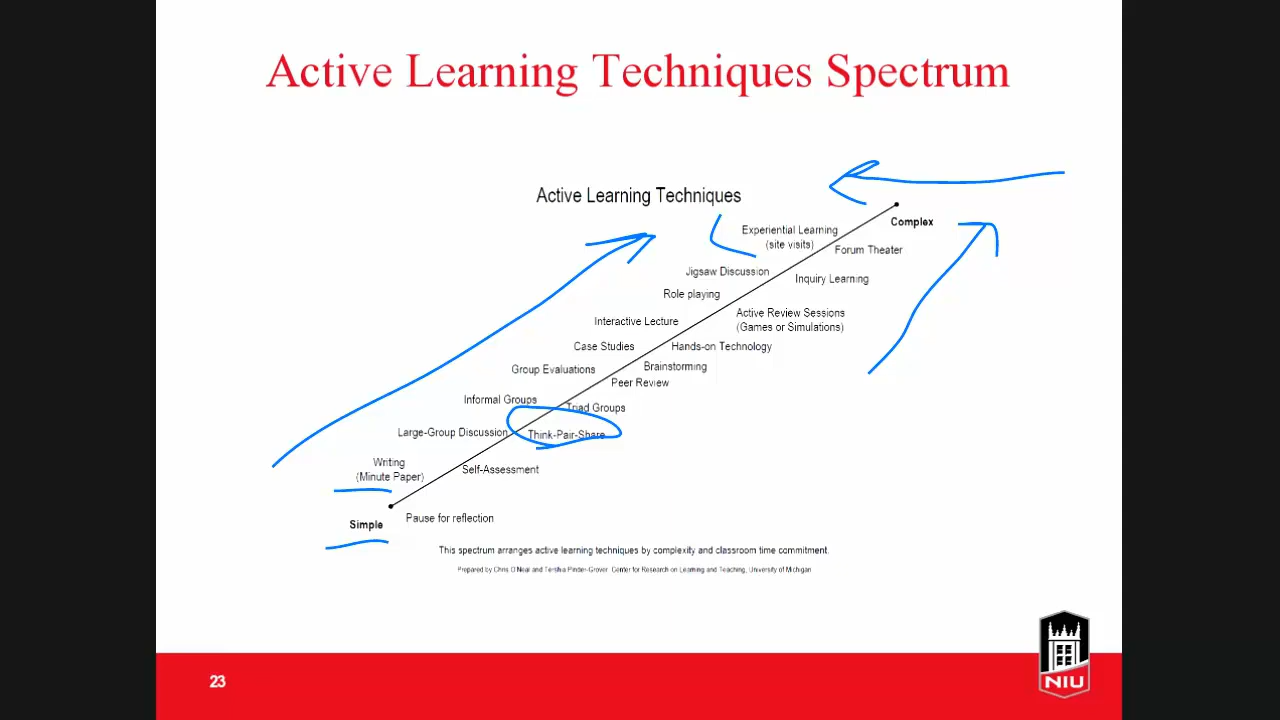 Active Learning Techniques Spectrum
Active Learning Techniques
Complex
Experiential Learning
(site visits)
Forum Theater
Jigsaw Discussion
Inquiry Learning
Role playing
Active Review Sessions
(Games or Simulations)
Interactive Lecture
Case Studies
Hands-on Technology
Group Evaluations
Brainstorming
Peer Review
Informal Groups
Triad Groups
Large-Group Discussion
Think-Pair-Share
Writing
(Minute Paper)
Self-Assessment
Simple
Pause for reflection
This spectrum arranges active learning techniques by complexity and classroom time commitment.
Prepared by Chris O'Neal and Tershia Pinder-Grover. Center for Research on Learning and Teaching, University of Michigan
23
NIU